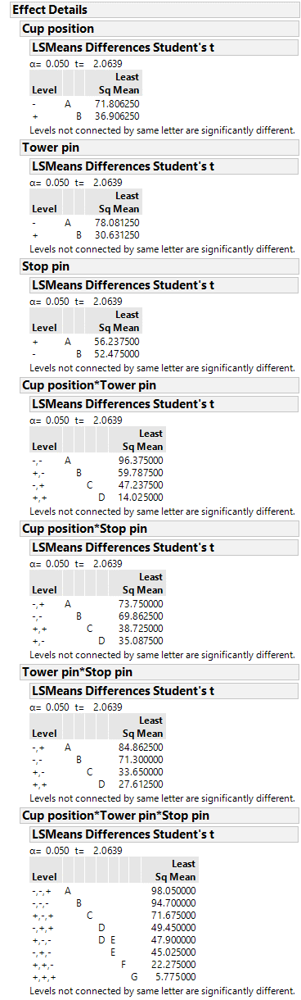 Effect Details
Cup position
LSMeans Differences Student's t
α= 0.050 t= 2.0639
Least
Level Sq Mean
- A 71.806250
+ B 36.906250
Levels not connected by same letter are significantly different.
Tower pin
LSMeans Differences Student's t
α= 0.050 t= 2.0639
Least
Level Sq Mean
- A 78.081250
+ B 30.631250
Levels not connected by same letter are significantly different.
Stop pin
LSMeans Differences Student's t
α= 0.050 t= 2.0639
Least
Level Sq Mean
+ A 56.237500
- B 52.475000
Levels not connected by same letter are significantly different.
Cup position*Tower pin
LSMeans Differences Student's t
α= 0.050 t= 2.0639
Least
Level Sq Mean
-,- A 96.375000
+,- B 59.787500
-,+ C 47.237500
+,+ D 14.025000
Levels not connected by same letter are significantly different.
Cup position*Stop pin
LSMeans Differences Student's t
α= 0.050 t= 2.0639
Least
Level Sq Mean
-,+ A 73.750000
-,- B 69.862500
+,+ C 38.725000
+,- D 35.087500
Levels not connected by same letter are significantly different.
Tower pin*Stop pin
LSMeans Differences Student's t
α= 0.050 t= 2.0639
Least
Level Sq Mean
-,+ A 84.862500
-,- B 71.300000
+,- C 33.650000
+,+ D 27.612500
Levels not connected by same letter are significantly different.
Cup position*Tower pin*Stop pin
LSMeans Differences Student's t
α= 0.050 t= 2.0639
Least
Level Sq Mean
-,-,+ A 98.050000
-,-,- B 94.700000
+,-,+ C 71.675000
-,+,+ D 49.450000
+,-,- D E 47.900000
-,+,- E 45.025000
+,+,- F 22.275000
+,+,+ G 5.775000
Levels not connected by same letter are significantly different.